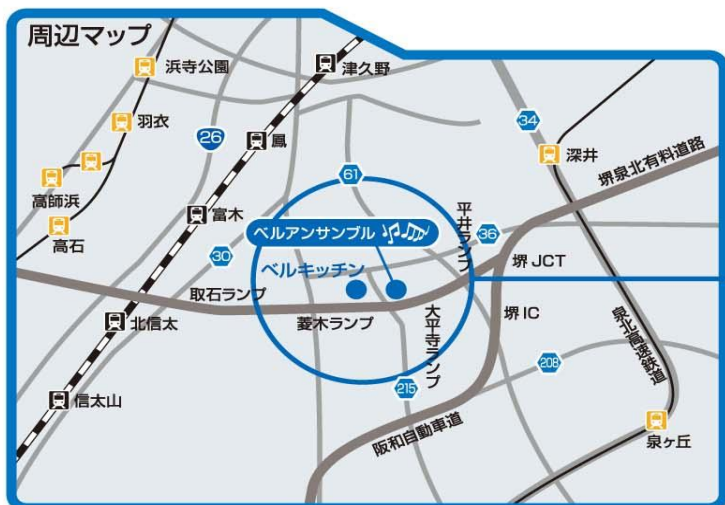 周辺マップ
浜寺公園
津久野
羽衣
26
鳳
34
深井
高師浜
61
堺泉北有料道路
富木
平井ランプ
高石
ベルアンサンブル
36
30
ベルキッチン
堺JCT
取石ランプ
北信太
菱木ランプ
大平寺ランプ
堺IC
泉北高速鉄道
208
215
信太山
阪和自動車道
泉ヶ丘